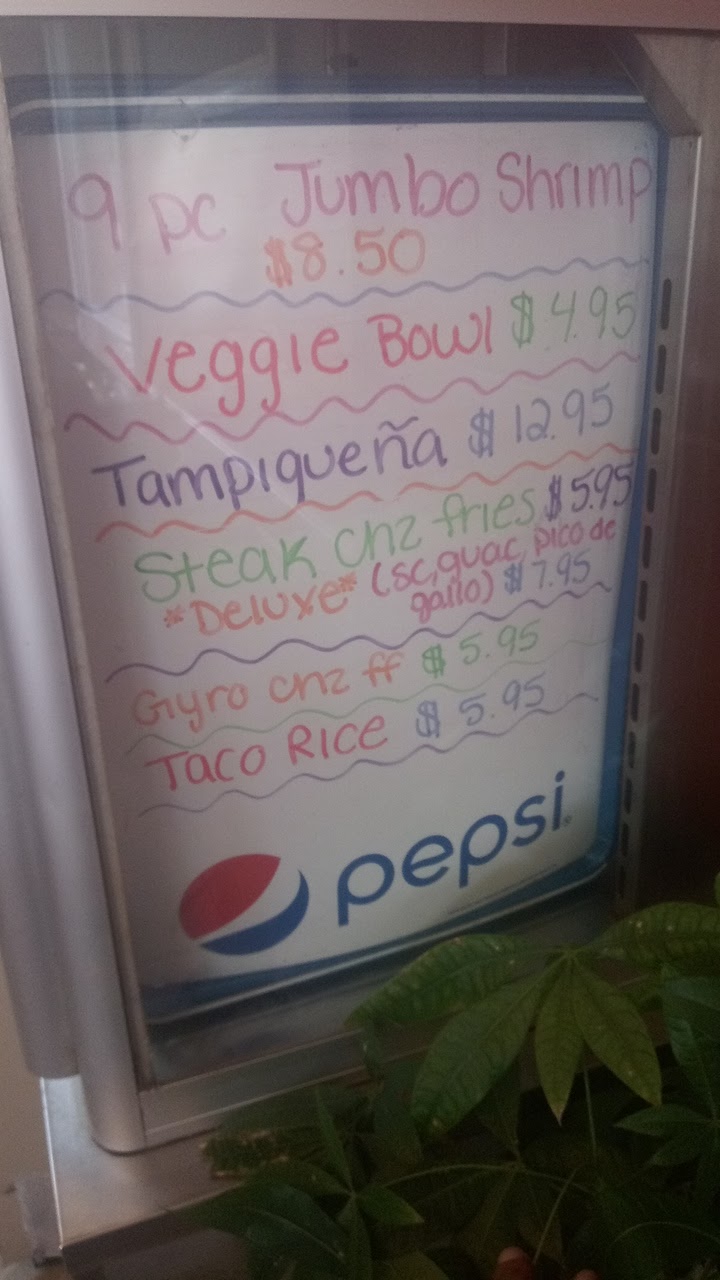 9 pc Jumbo Shrimp
$8.50
Veggie Bowl $4.95
Tampiqueña $12.95
Steak chz fries $5.95
*Deluxe* (sc, guac, pico de
gallo) $7.95
Gyro chz ff $5.95
Taco Rice $5.95
pepsi®